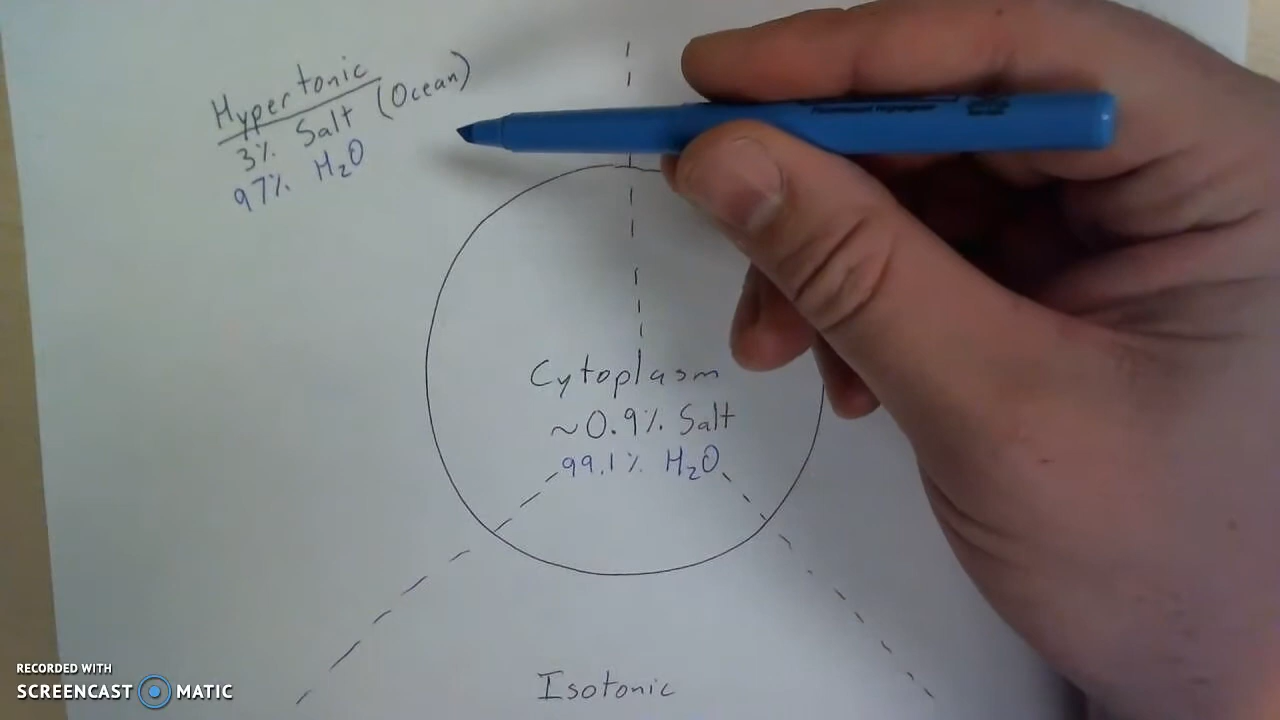 Hypertonic
3% Salt (Ocean)
97% H₂O
Cytoplasm
~0.9% Salt
99.1% H₂O
Isotonic
RECORDED WITH
SCREENCAST MATIC